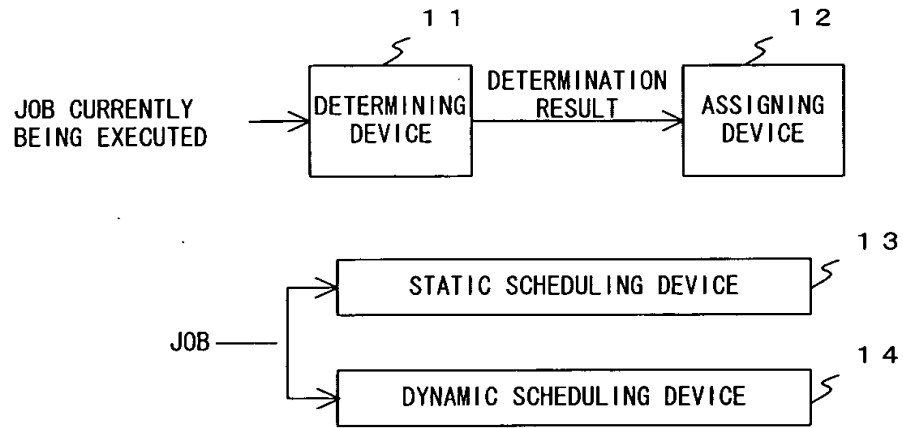 1 1
1 2
JOB CURRENTLY
BEING EXECUTED
DETERMINING
DEVICE
DETERMINATION
RESULT
ASSIGNING
DEVICE
1 3
STATIC SCHEDULING DEVICE
JOB
1 4
DYNAMIC SCHEDULING DEVICE